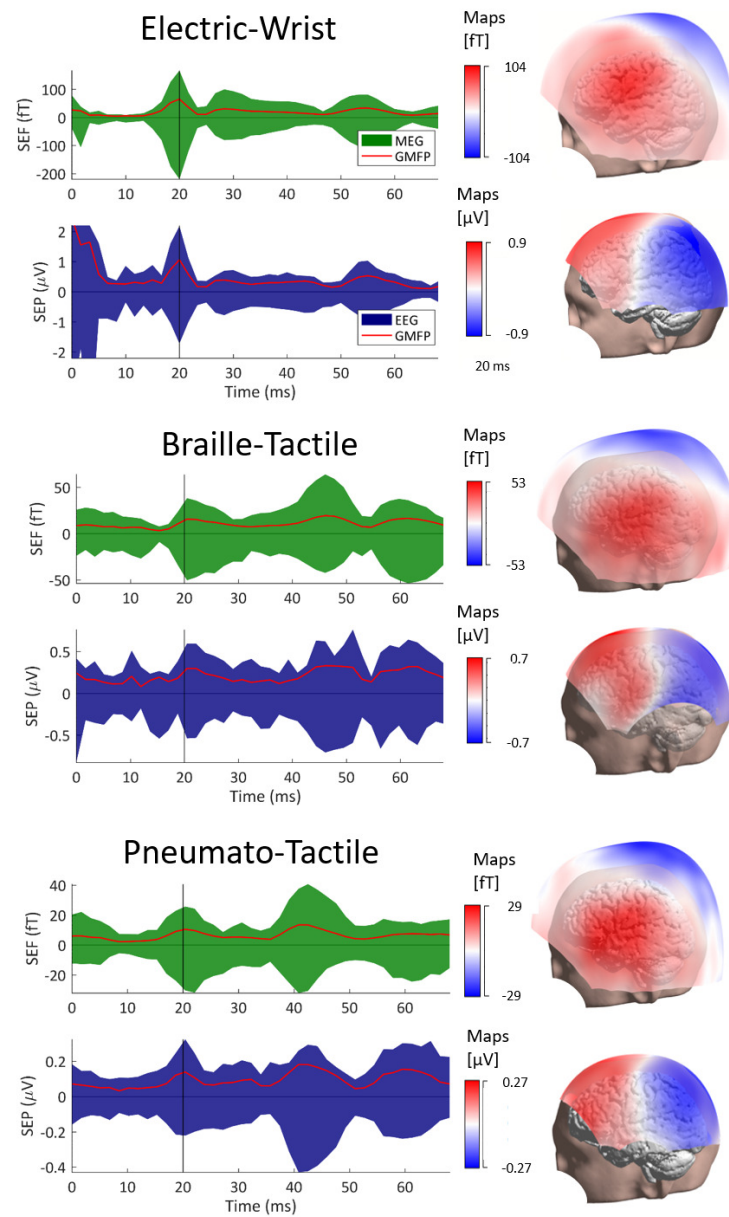 Electric-Wrist
Maps
[fT]
100
0
-100
-200
SEF (fT)
MEG
GMFP
0 10 20 30 40 50 60
104
-104
Maps
[µV]
2
1
0
-1
-2
SEP (µV)
EEG
GMFP
0 10 20 30 40 50 60
Time (ms)
0.9
-0.9
20 ms
Braille-Tactile
Maps
[fT]
50
0
-50
SEF (fT)
0 10 20 30 40 50 60
53
-53
Maps
[µV]
0.5
0
-0.5
SEP (µV)
0 10 20 30 40 50 60
Time (ms)
0.7
-0.7
Pneumato-Tactile
Maps
[fT]
40
20
0
-20
SEF (fT)
0 10 20 30 40 50 60
29
-29
Maps
[µV]
0.2
0
-0.2
-0.4
SEP (µV)
0 10 20 30 40 50 60
Time (ms)
0.27
-0.27